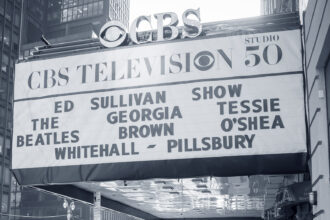 CBS
CBS TELEVISION STUDIO 50
ED SULLIVAN SHOW
THE GEORGIA TESSIE
BEATLES BROWN O'SHEA
WHITEHALL - PILLSBURY